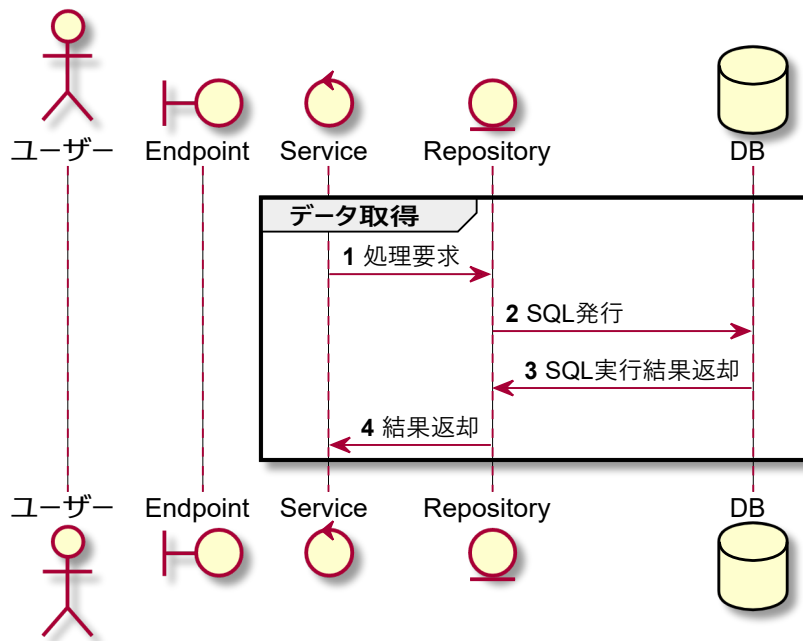 ユーザー Endpoint Service Repository DB
データ取得
1 処理要求
2 SQL発行
3 SQL実行結果返却
4 結果返却
ユーザー Endpoint Service Repository DB